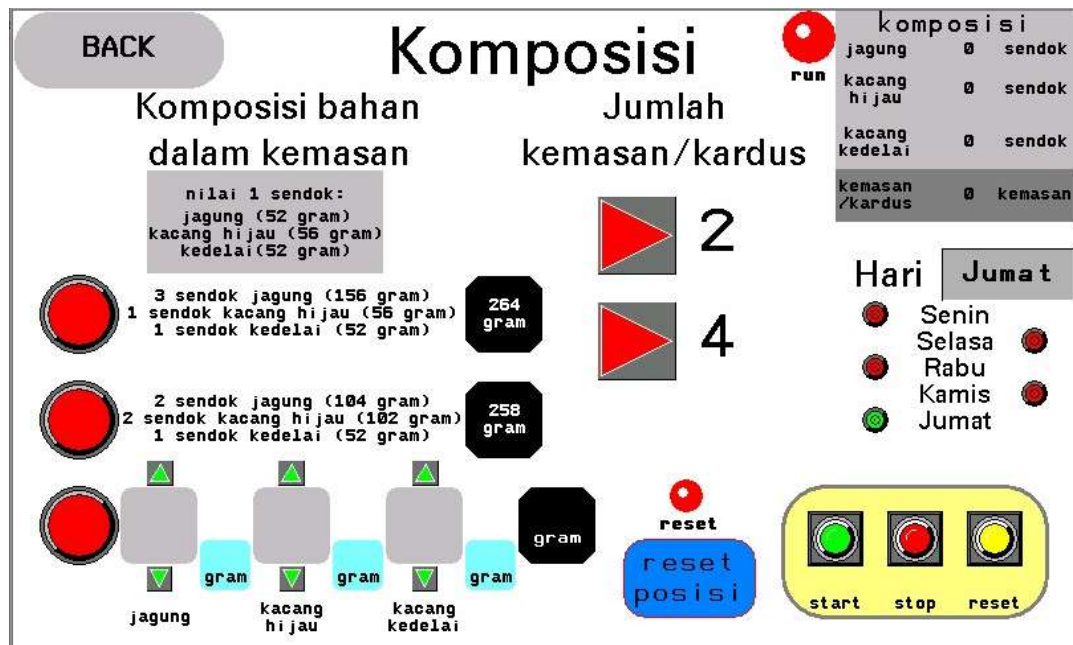 BACK
Komposisi
run
komposisi
jagung 0 sendok
kacang
hijau 0 sendok
kacang
kedelai 0 sendok
kemasan
/kardus 0 kemasan
Komposisi bahan
dalam kemasan
nilai 1 sendok:
jagung (52 gram)
kacang hijau (56 gram)
kedelai(52 gram)
3 sendok jagung (156 gram)
1 sendok kacang hijau (56 gram)
1 sendok kedelai (52 gram)
264
gram
2 sendok jagung (104 gram)
2 sendok kacang hijau (102 gram)
1 sendok kedelai (52 gram)
258
gram
gram
gram
gram
gram
jagung
kacang
hijau
kacang
kedelai
Jumlah
kemasan/kardus
2
4
Hari Jumat
Senin
Selasa
Rabu
Kamis
Jumat
reset
reset
posisi
start stop reset